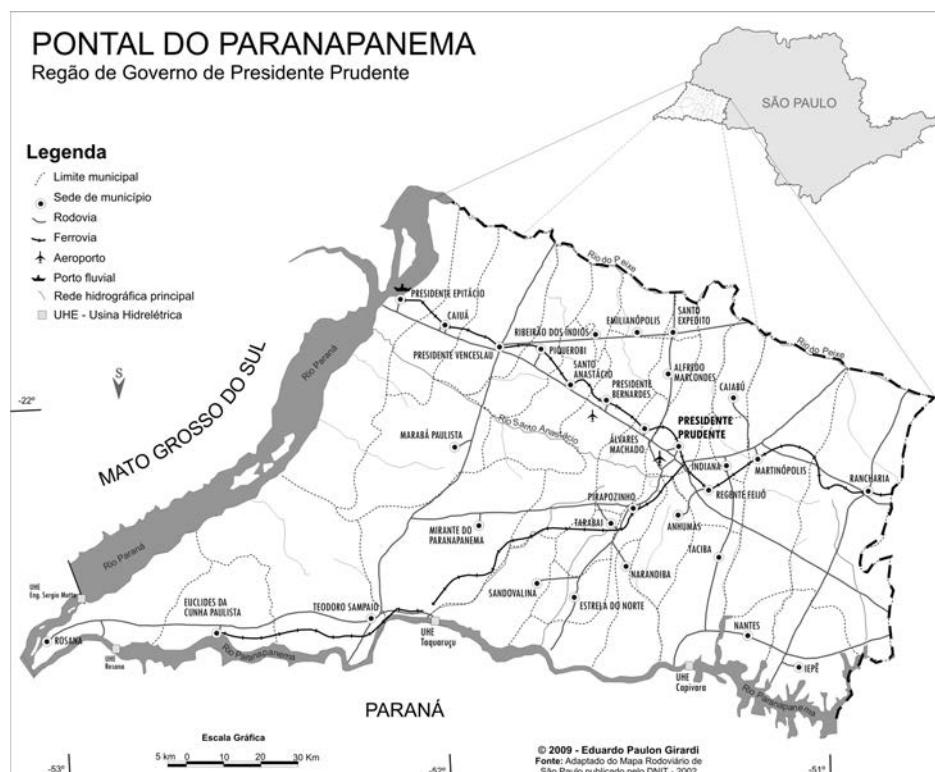 PONTAL DO PARANAPANEMA
Região de Governo de Presidente Prudente
SÃO PAULO
Legenda
Limite municipal
Sede de município
Rodovia
Ferrovia
Aeroporto
Porto fluvial
Rede hidrográfica principal
UHE - Usina Hidrelétrica
S
-22°
MATO GROSSO DO SUL
Rio Paraná
Rio do Peixe
Rio do Peixe
PRESIDENTE EPITÁCIO
CAIUÁ
PRESIDENTE VENCESLAU
RIBEIRÃO DOS ÍNDIOS
EMILIANÓPOLIS
SANTO
EXPEDITO
PIQUEROBI
SANTO
ANASTÁCIO
PRESIDENTE
BERNARDES
ALFREDO
MARCONDES
CAIABÚ
Rio Santo Anastácio
MARABÁ PAULISTA
ÁLVARES
MACHADO
PRESIDENTE
PRUDENTE
INDIANA
MARTINÓPOLIS
RANCHARIA
REGENTE FEIJÓ
PIRAPOZINHO
MIRANTE DO
PARANAPANEMA
TARABAI
ANHUMAS
TACIBA
NARANDIBA
SANDOVALINA
ESTRELA DO NORTE
Rio Paraná
UHE
Eng. Sergio Motta
EUCLIDES DA
CUNHA PAULISTA
TEODORO SAMPAIO
ROSANA
UHE
Rosana
Rio Paranapanema
UHE
Taquaruçu
NANTES
IEPÊ
UHE
Capivara
Rio Paranapanema
PARANÁ
Escala Gráfica
5 km 0 10 20 30 Km
© 2009 - Eduardo Paulon Girardi
Fonte: Adaptado do Mapa Rodoviário de
São Paulo publicado pelo DNIT - 2002
-53°
-52°
-51°